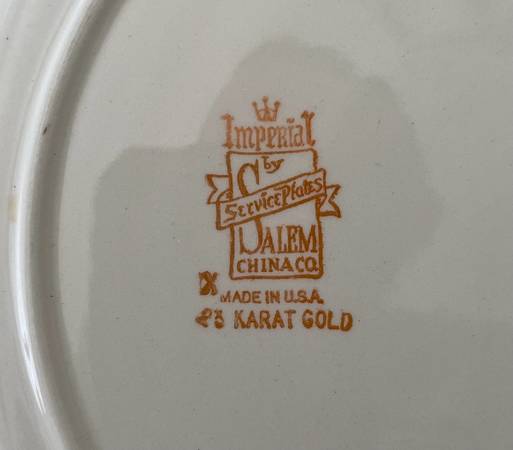 Imperial
by
Service Plates
SALEM
CHINA CO.
MADE IN U.S.A.
23 KARAT GOLD